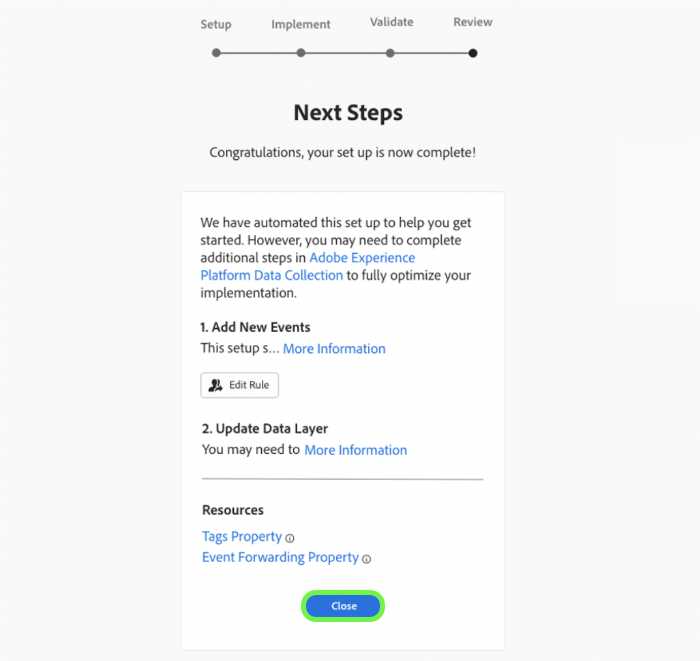 Setup
Implement
Validate
Review
Next Steps
Congratulations, your set up is now complete!
We have automated this set up to help you get
started. However, you may need to complete
additional steps in Adobe Experience
Platform Data Collection to fully optimize your
implementation.
1. Add New Events
This setup s... More Information
Edit Rule
2. Update Data Layer
You may need to More Information
Resources
Tags Property
Event Forwarding Property
Close